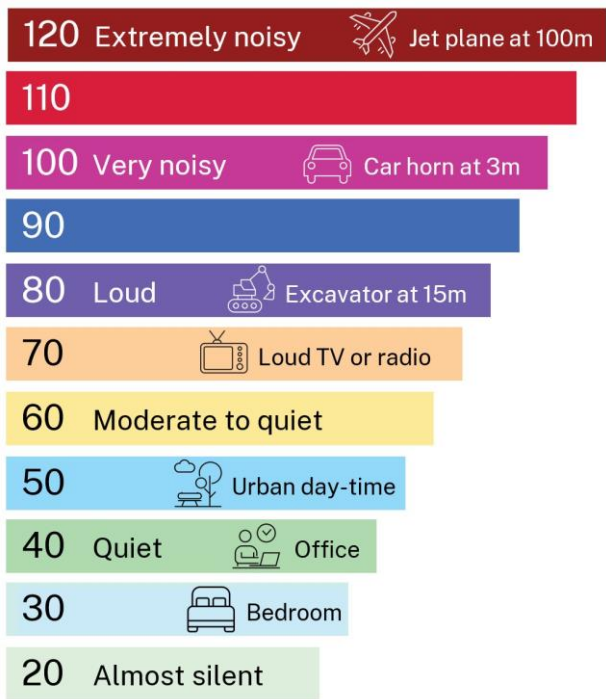 120 Extremely noisy Jet plane at 100m
110
100 Very noisy Car horn at 3m
90
80 Loud Excavator at 15m
70 Loud TV or radio
60 Moderate to quiet
50 Urban day-time
40 Quiet Office
30 Bedroom
20 Almost silent